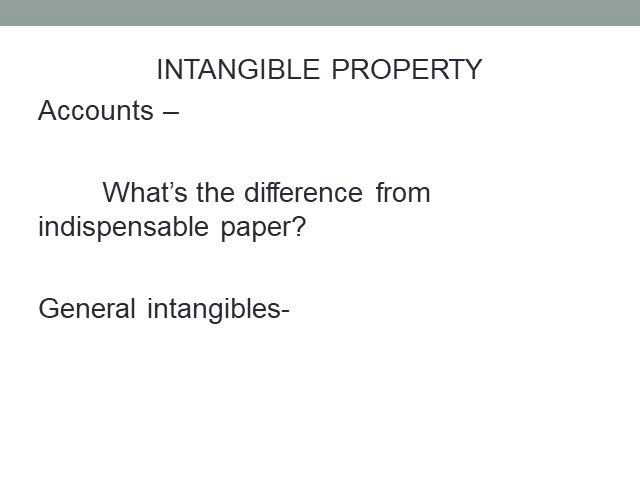 INTANGIBLE PROPERTY
Accounts –
What’s the difference from
indispensable paper?
General intangibles-